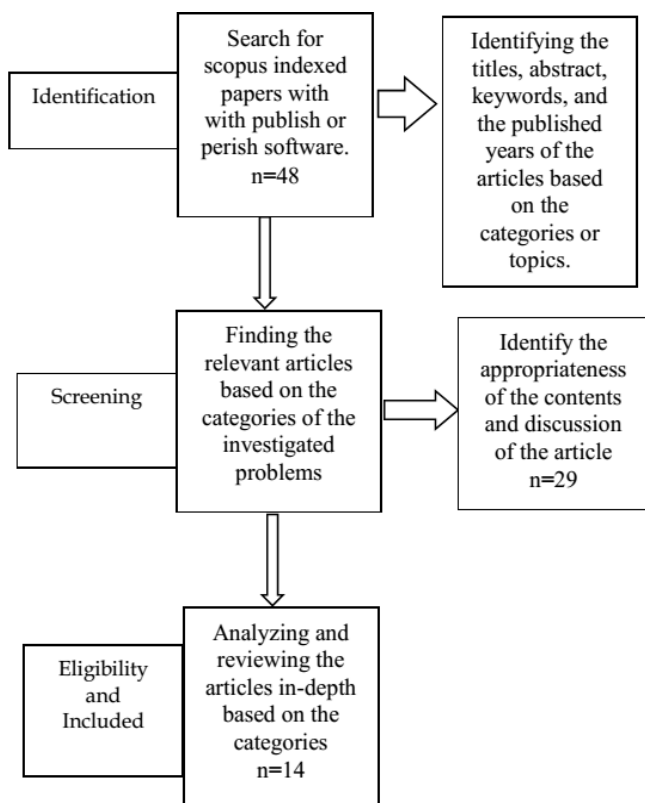 Identification
Search for
scopus indexed
papers with
with publish or
perish software.
n=48
Identifying the
titles, abstract,
keywords, and
the published
years of the
articles based
on the
categories or
topics.
Screening
Finding the
relevant articles
based on the
categories of the
investigated
problems
Identify the
appropriateness
of the contents
and discussion
of the article
n=29
Eligibility
and
Included
Analyzing and
reviewing the
articles in-depth
based on the
categories
n=14